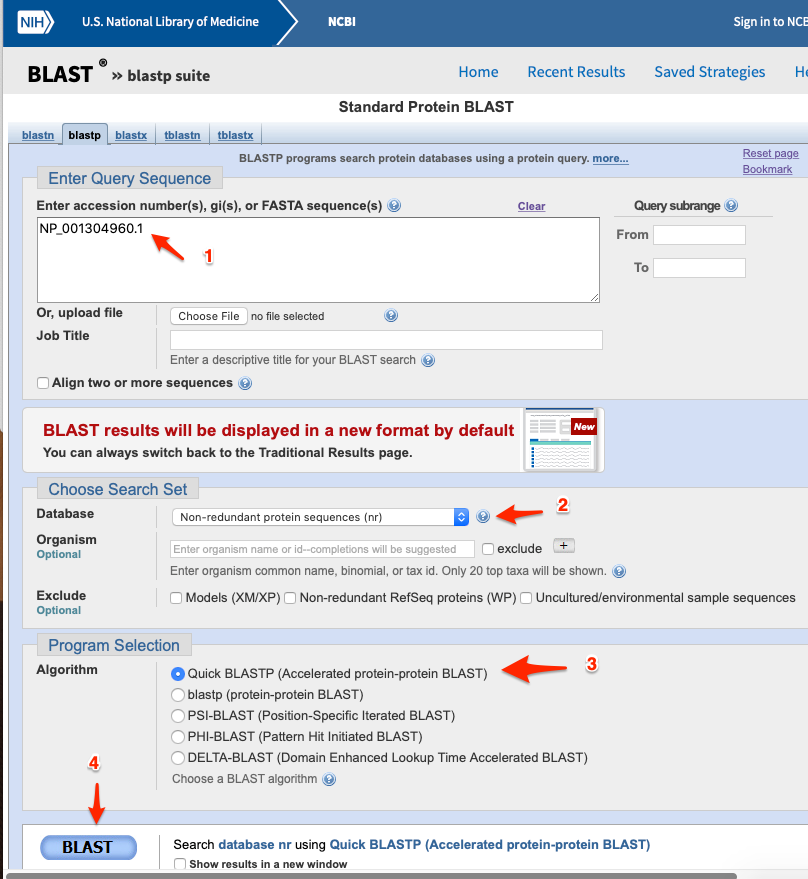 NIH U.S. National Library of Medicine NCBI Sign in to NCB
BLAST ® » blastp suite Home Recent Results Saved Strategies He
Standard Protein BLAST
blastn blastp blastx tblastn tblastx
BLASTP programs search protein databases using a protein query. more... Reset page
Bookmark
Enter Query Sequence
Enter accession number(s), gi(s), or FASTA sequence(s) ? Clear Query subrange ?
NP_001304960.1
1
From
To
Or, upload file Choose File no file selected ?
Job Title
Enter a descriptive title for your BLAST search ?
Align two or more sequences ?
BLAST results will be displayed in a new format by default New
You can always switch back to the Traditional Results page.
Choose Search Set
Database Non-redundant protein sequences (nr) ? 2
Organism
Optional
Enter organism name or id--completions will be suggested exclude +
Enter organism common name, binomial, or tax id. Only 20 top taxa will be shown. ?
Exclude
Optional
Models (XM/XP) Non-redundant RefSeq proteins (WP) Uncultured/environmental sample sequences
Program Selection
Algorithm Quick BLASTP (Accelerated protein-protein BLAST) 3
blastp (protein-protein BLAST)
PSI-BLAST (Position-Specific Iterated BLAST)
PHI-BLAST (Pattern Hit Initiated BLAST)
DELTA-BLAST (Domain Enhanced Lookup Time Accelerated BLAST)
Choose a BLAST algorithm ?
4
BLAST Search database nr using Quick BLASTP (Accelerated protein-protein BLAST)
Show results in a new window